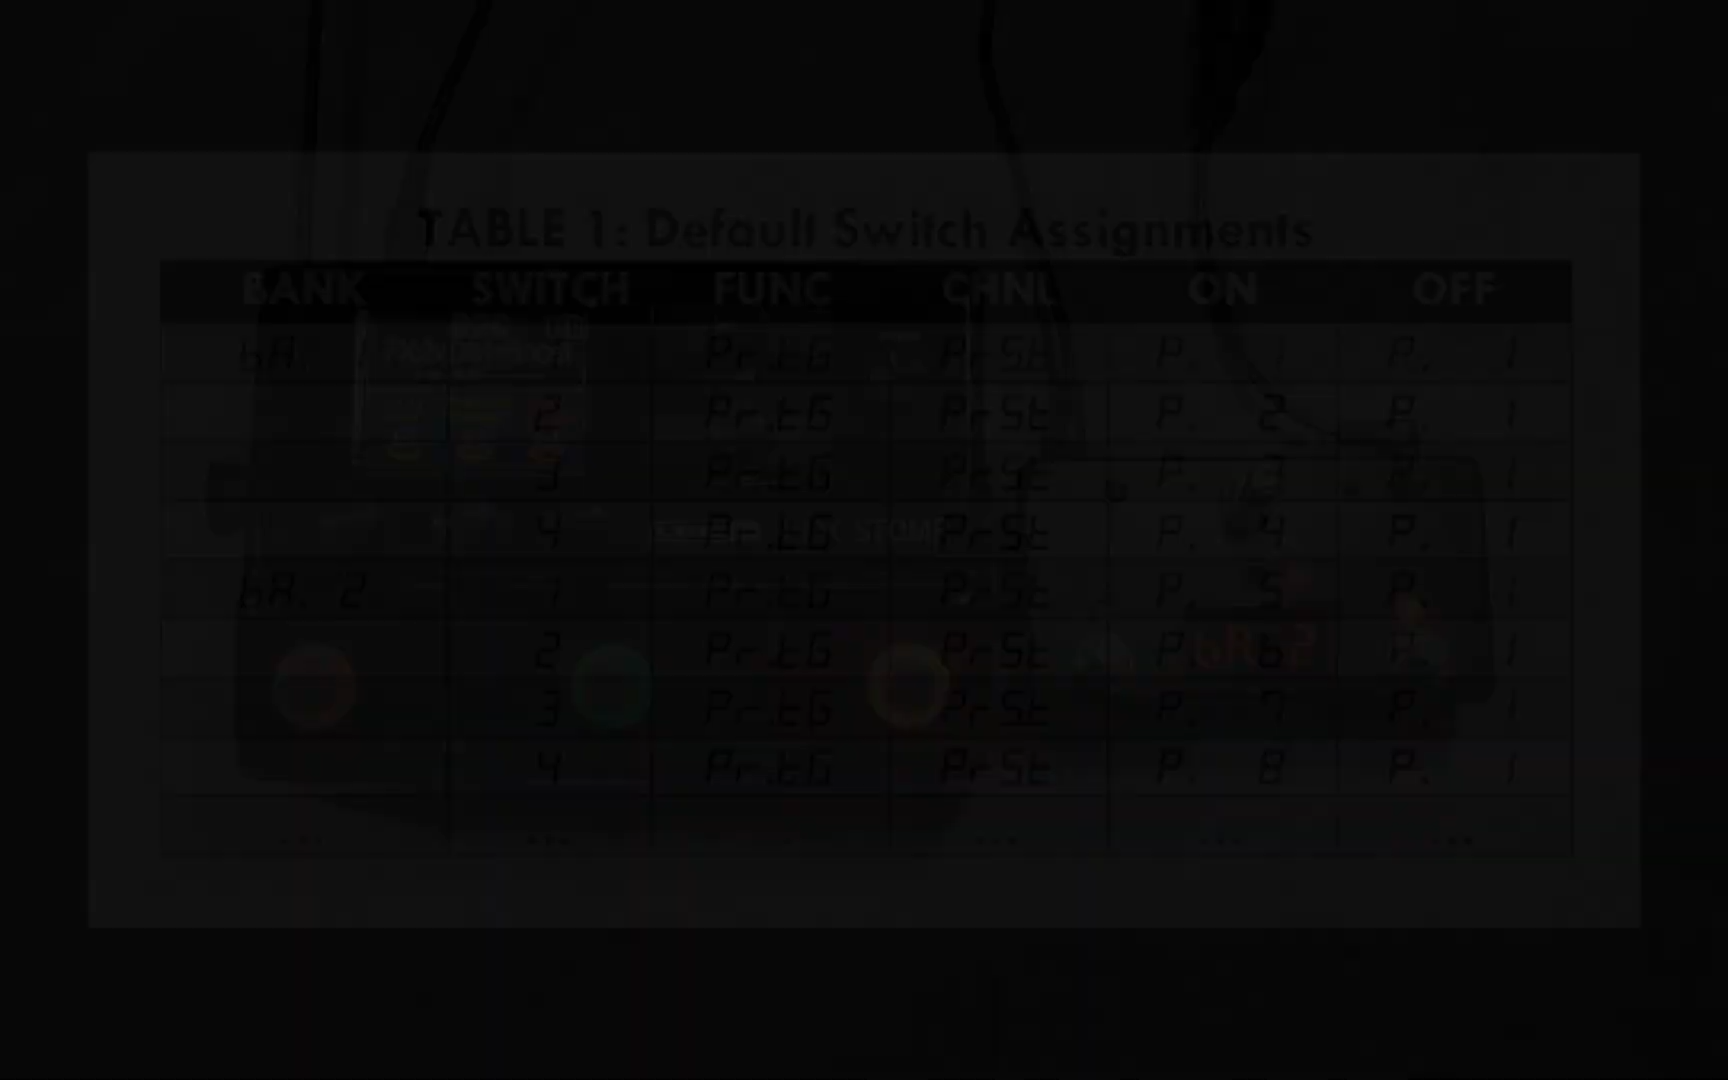 TABLE 1: Default Switch Assignments
BANK SWITCH FUNC CHNL ON OFF
bA. 1 Pr.tG PrSt P. 1 P. 1
2 Pr.tG PrSt P. 2 P. 1
3 Pr.tG PrSt P. 3 P. 1
4 Pr.tG PrSt P. 4 P. 1
bA. 2 1 Pr.tG PrSt P. 5 P. 1
2 Pr.tG PrSt P. 6 P. 1
3 Pr.tG PrSt P. 7 P. 1
4 Pr.tG PrSt P. 8 P. 1
... ... ... ... ...
STOMP
bA. 2